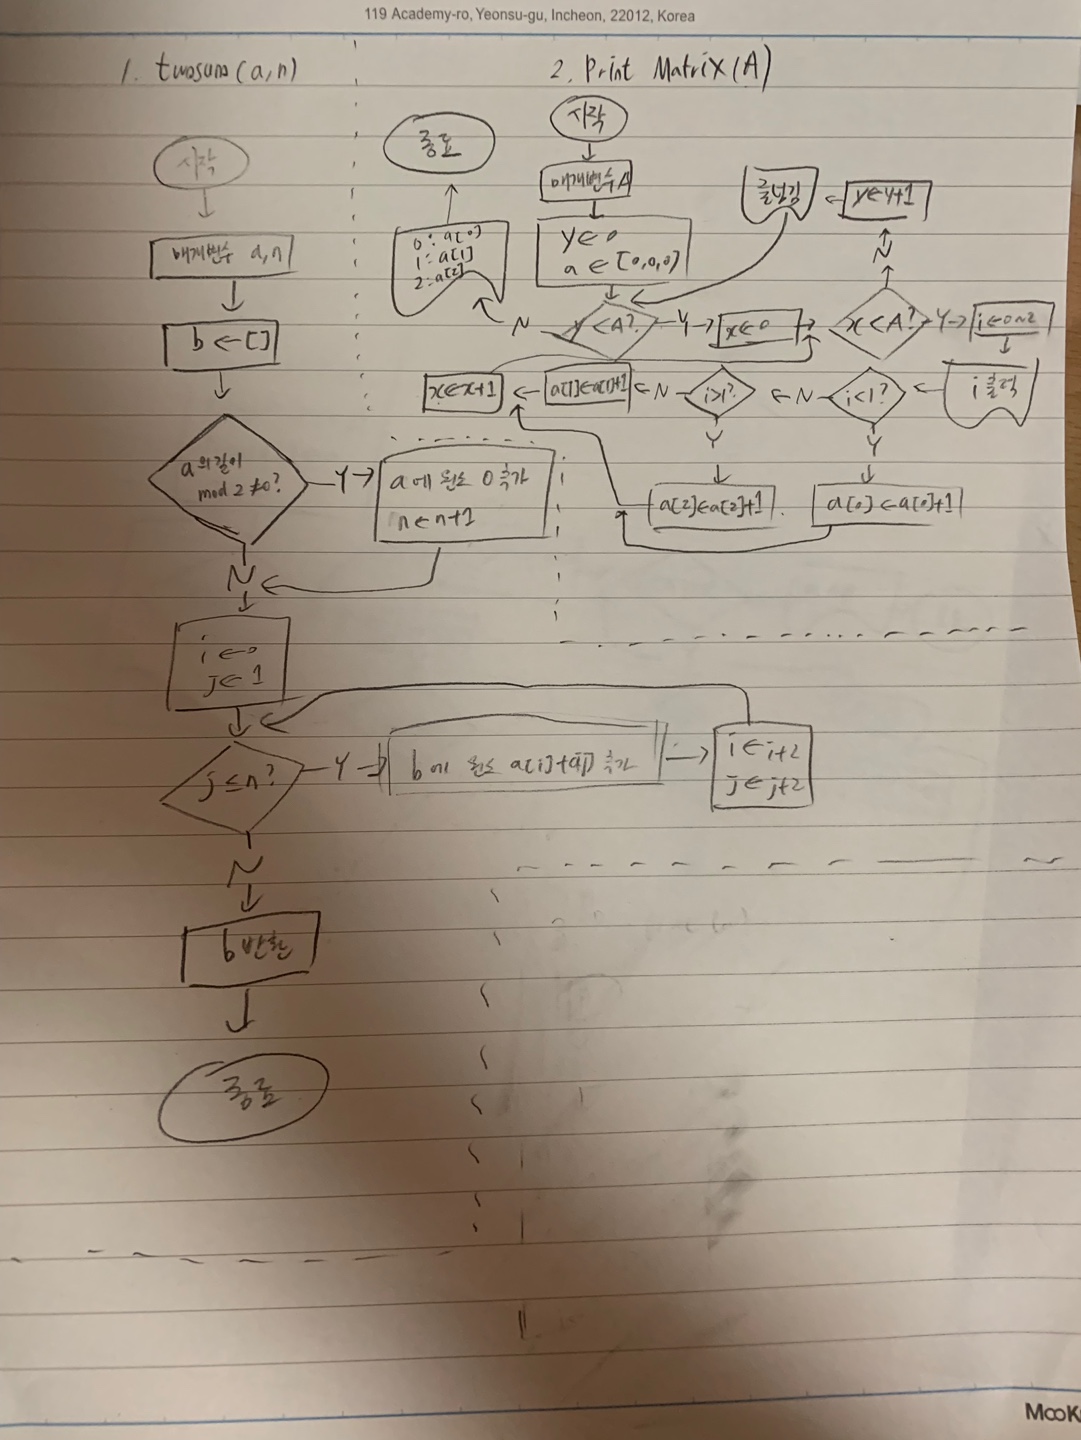 119 Academy-ro, Yeonsu-gu, Incheon, 22012, Korea
1. twosum(a,n)
시작
매개변수 a,n
b ← []
a의 길이
mod 2 ≠ 0?
Y
a에 원소 0 추가
n ← n+1
N
i ← 0
j ← 1
j ≤ n?
Y
b에 원소 a[i]+a[j] 추가
i ← i+2
j ← j+2
N
b 반환
종료
2. Print Matrix(A)
시작
매개변수 A
y ← 0
a ← [0,0,0]
y < A?
N
0: a[0]
1: a[1]
2: a[2]
종료
Y
x ← 0
x < A?
N
y ← y+1
줄넘김
Y
i ← 0~2
i 출력
i<1?
Y
a[0] ← a[0]+1
N
i>1?
Y
a[2] ← a[2]+1
N
a[1] ← a[1]+1
x ← x+1